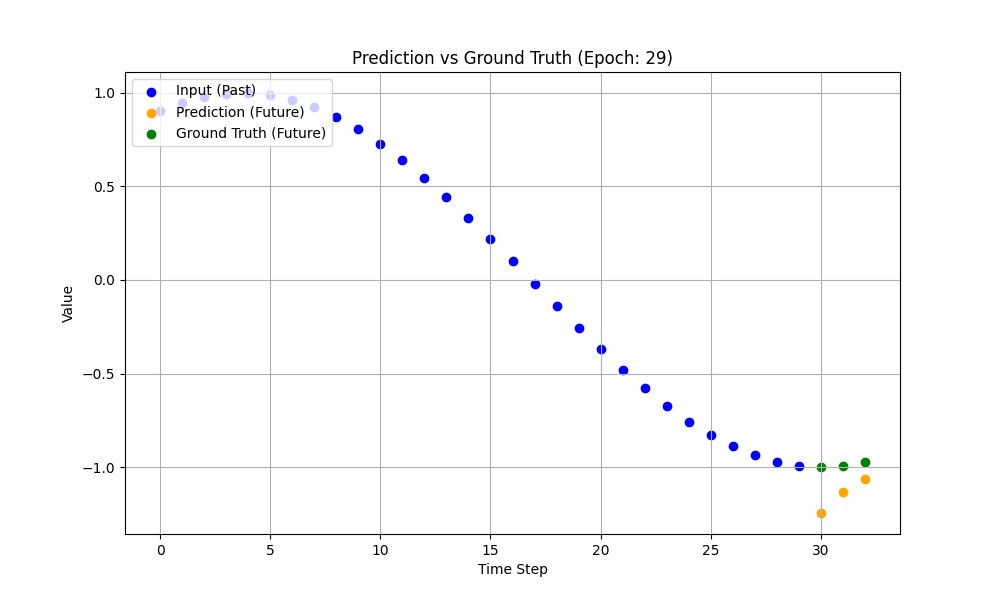 Prediction vs Ground Truth (Epoch: 29)
Input (Past)
Prediction (Future)
Ground Truth (Future)
1.0
0.5
0.0
−0.5
−1.0
Value
0 5 10 15 20 25 30
Time Step